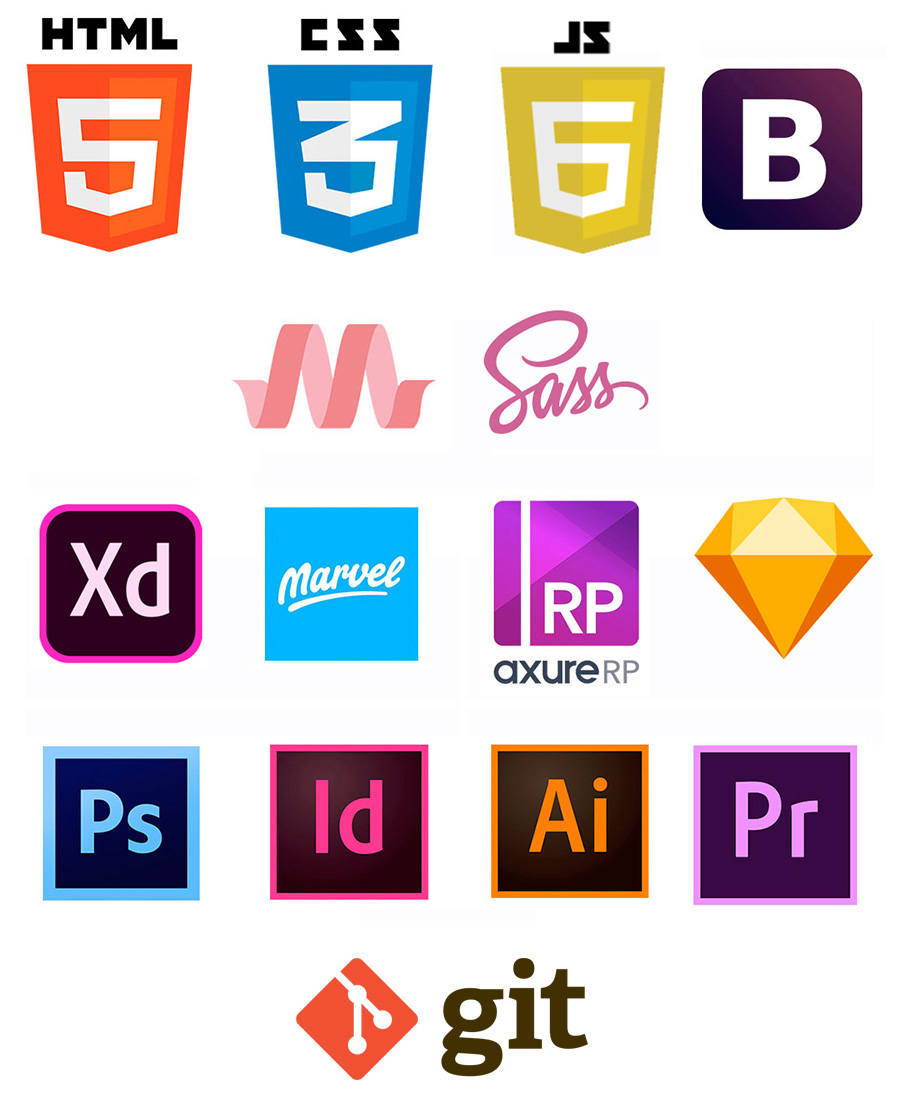 HTML CSS JS
5 3 6 B
Sass
Xd Marvel RP
axure RP
Ps Id Ai Pr
git